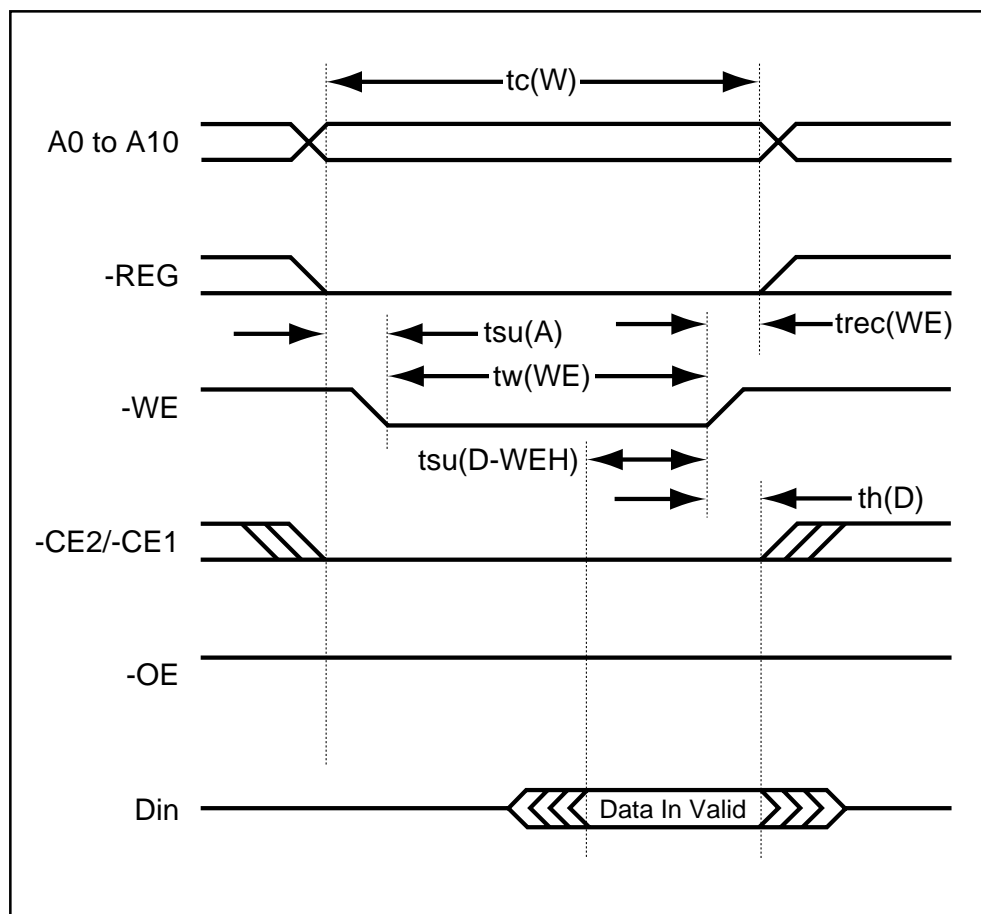 tc(W)
A0 to A10
-REG
tsu(A)
trec(WE)
tw(WE)
-WE
tsu(D-WEH)
th(D)
-CE2/-CE1
-OE
Din
Data In Valid